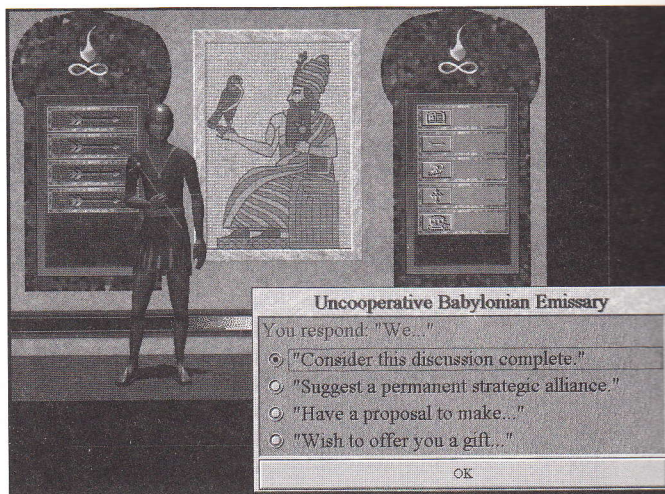 Uncooperative Babylonian Emissary
You respond: "We..."
"Consider this discussion complete."
"Suggest a permanent strategic alliance."
"Have a proposal to make..."
"Wish to offer you a gift..."
OK